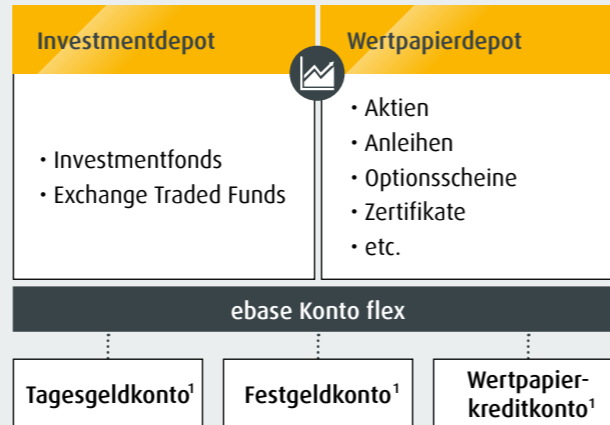 Investmentdepot
· Investmentfonds
· Exchange Traded Funds
Wertpapierdepot
· Aktien
· Anleihen
· Optionsscheine
· Zertifikate
· etc.
ebase Konto flex
Tagesgeldkonto¹
Festgeldkonto¹
Wertpapier-
kreditkonto¹